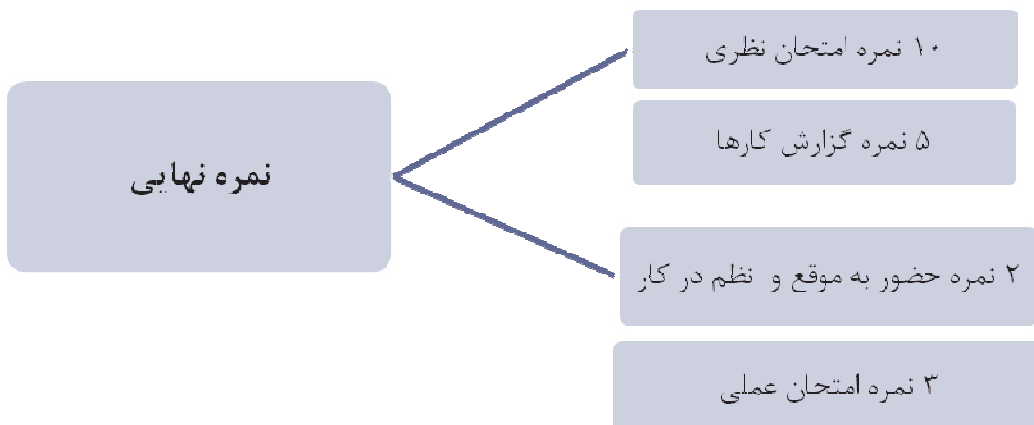 نمره نهایی
۱۰ نمره امتحان نظری
۵ نمره گزارش کارها
۲ نمره حضور به موقع و نظم در کار
۳ نمره امتحان عملی